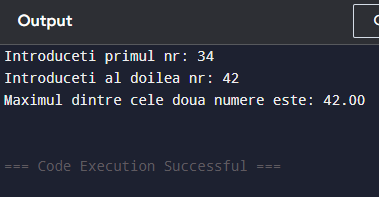 Output
Introduceti primul nr: 34
Introduceti al doilea nr: 42
Maximul dintre cele doua numere este: 42.00
=== Code Execution Successful ===